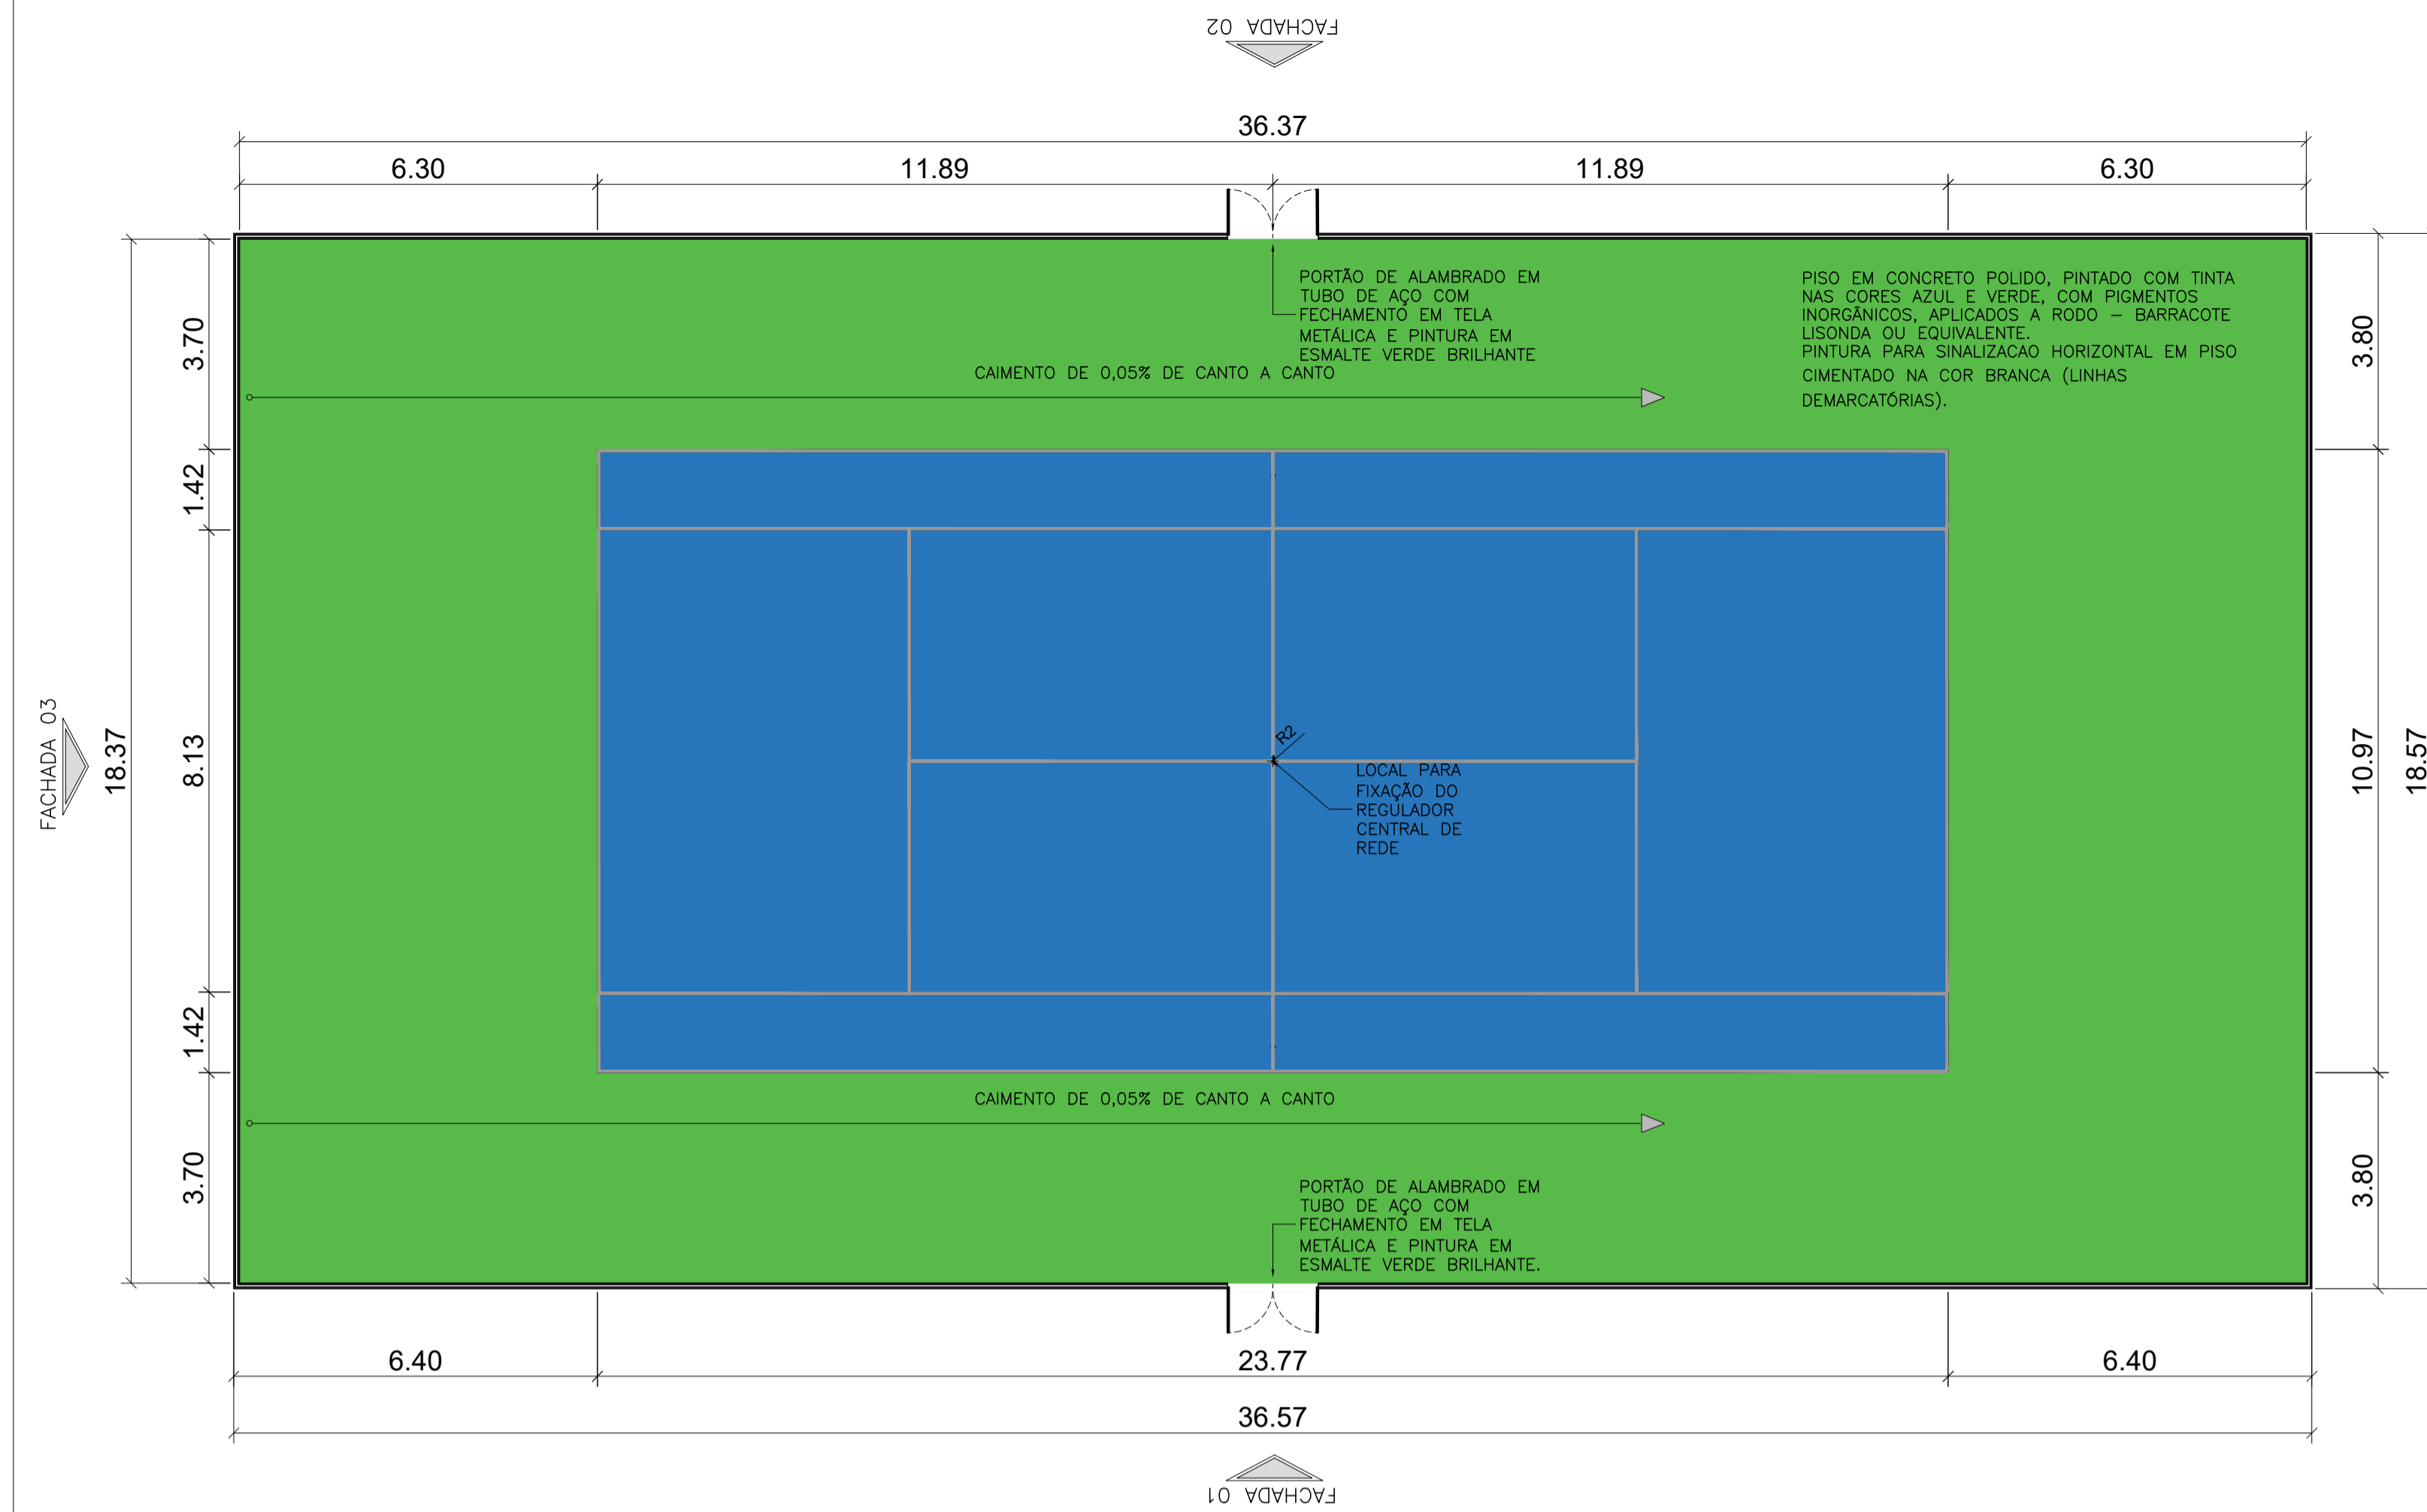 FACHADA 02
36.37
6.30
11.89
11.89
6.30
PORTÃO DE ALAMBRADO EM
TUBO DE AÇO COM
FECHAMENTO EM TELA
METÁLICA E PINTURA EM
ESMALTE VERDE BRILHANTE
PISO EM CONCRETO POLIDO, PINTADO COM TINTA
NAS CORES AZUL E VERDE, COM PIGMENTOS
INORGÂNICOS, APLICADOS A RODO – BARRACOTE
LISONDA OU EQUIVALENTE.
PINTURA PARA SINALIZACAO HORIZONTAL EM PISO
CIMENTADO NA COR BRANCA (LINHAS
DEMARCATÓRIAS).
CAIMENTO DE 0,05% DE CANTO A CANTO
3.70
1.42
8.13
1.42
3.70
18.37
FACHADA 03
R2
LOCAL PARA
FIXAÇÃO DO
REGULADOR
CENTRAL DE
REDE
3.80
10.97
3.80
18.57
CAIMENTO DE 0,05% DE CANTO A CANTO
PORTÃO DE ALAMBRADO EM
TUBO DE AÇO COM
FECHAMENTO EM TELA
METÁLICA E PINTURA EM
ESMALTE VERDE BRILHANTE.
6.40
23.77
6.40
36.57
FACHADA 01